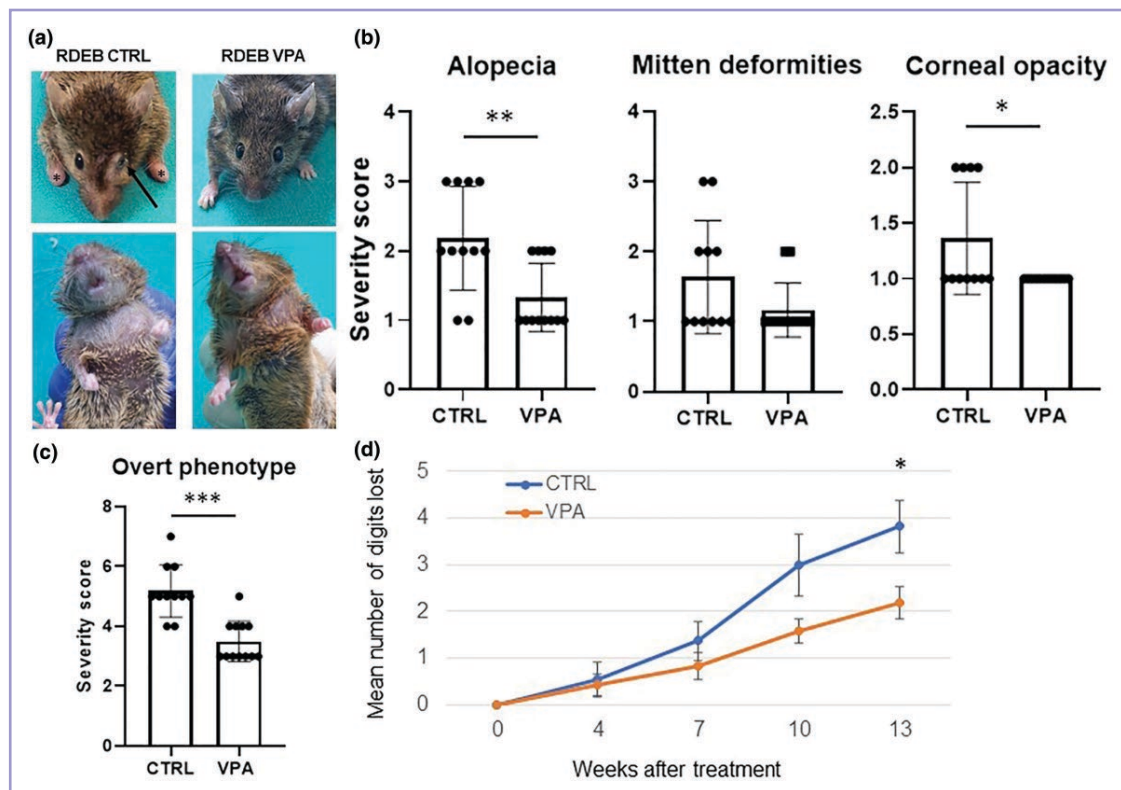 (a)
RDEB CTRL RDEB VPA
* *
(b)
Alopecia
Severity score
4
3
2
1
0
**
CTRL VPA
Mitten deformities
4
3
2
1
0
CTRL VPA
Corneal opacity
2.5
2.0
1.5
1.0
0.5
0.0
*
CTRL VPA
(c)
Overt phenotype
Severity score
8
6
4
2
0
***
CTRL VPA
(d)
Mean number of digits lost
5
4
3
2
1
0
CTRL
VPA
*
0 4 7 10 13
Weeks after treatment